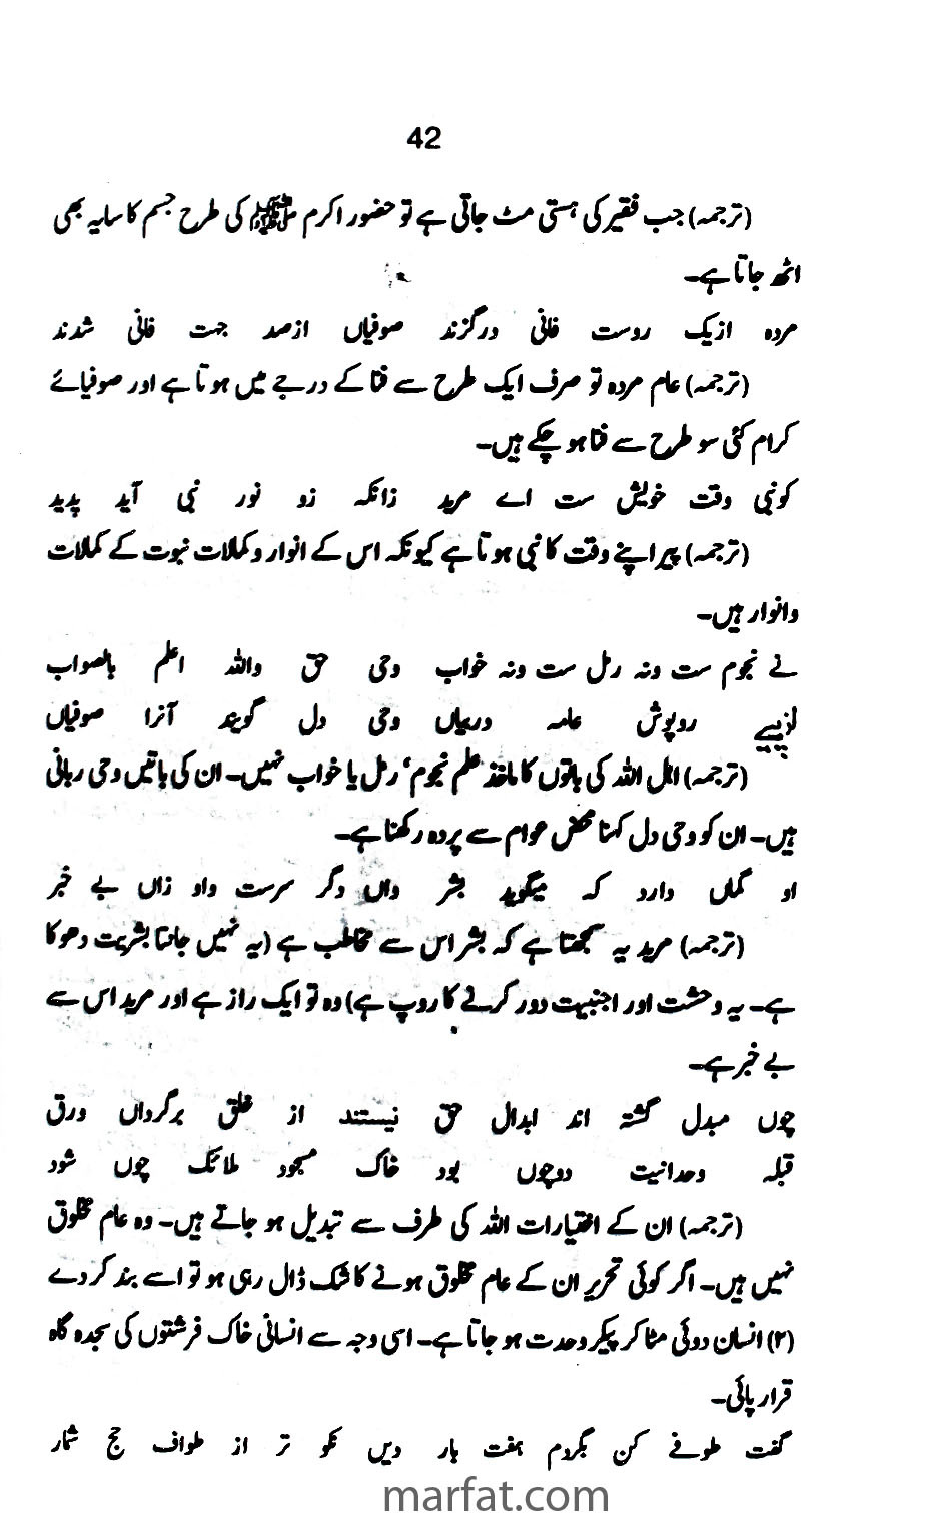 42
(ترجمہ) جب فقیر کی ہستی مٹ جاتی ہے تو حضور اکرم ﷺ کی طرح جسم کا سایہ بھی
اٹھ جاتا ہے۔
مردہ ازیک روست فانی درگزند صوفیاں ازصد جہت فانی شدند
(ترجمہ) عام مردہ تو صرف ایک طرح سے فنا کے درجے میں ہوتا ہے اور صوفیائے
کرام کئی سو طرح سے فنا ہو چکے ہیں۔
کونبی وقت خویش ست اے مرید زانکہ زو نور نبی آید پدید
(ترجمہ) پیر اپنے وقت کا نبی ہوتا ہے کیونکہ اس کے انوار و کملات نبوت کے کملات
وانوار ہیں۔
نے نجوم ست ونہ رمل ست ونہ خواب وحی حق واللہ اعلم بالصواب
ازپیے روپوش عامہ دربیاں وحی دل گویند آنرا صوفیاں
(ترجمہ) اہل اللہ کی باتوں کا ماخذ علم نجوم، رمل یا خواب نہیں۔ ان کی باتیں وحی ربانی
ہیں۔ ان کو وحی دل کہنا محض عوام سے پردہ رکھنا ہے۔
او گماں دارد کہ میگوید بشر واں دگر سرست واو زاں بے خبر
(ترجمہ) مرید یہ سمجھتا ہے کہ بشر اس سے مخاطب ہے (یہ نہیں جانتا بشریت دھوکا
ہے۔ یہ وحشت اور اجنبیت دور کرنے کا روپ ہے) وہ تو ایک راز ہے اور مرید اس سے
بے خبر ہے۔
چوں مبدل گشتہ اند ابدال حق نیستند از خلق برگرداں ورق
قبلہ وحدانیت دوچوں بود خاک مسجود ملائک چوں شود
(ترجمہ) ان کے اختیارات اللہ کی طرف سے تبدیل ہو جاتے ہیں۔ وہ عام مخلوق
نہیں ہیں۔ اگر کوئی تحریر ان کے عام مخلوق ہونے کا شک ڈال رہی ہو تو اسے بند کر دے
(۲) انسان دوئی مٹا کر پیکر وحدت ہو جاتا ہے۔ اسی وجہ سے انسانی خاک فرشتوں کی سجدہ گاہ
قرار پائی۔
گفت طوفے کن بگردم ہفت بار دیں نکو تر از طواف حج شمار
marfat.com